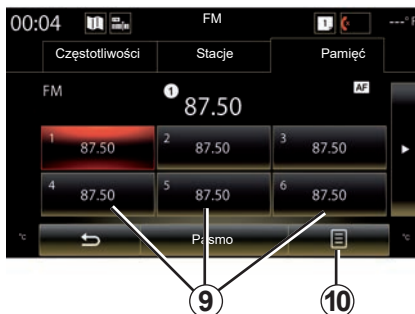 00:04 FM 1 ---°F
Częstotliwości Stacje Pamięć
FM 1 87.50 AF
1 87.50 2 87.50 3 87.50
4 87.50 5 87.50 6 87.50
°C Pasmo °C
9 10